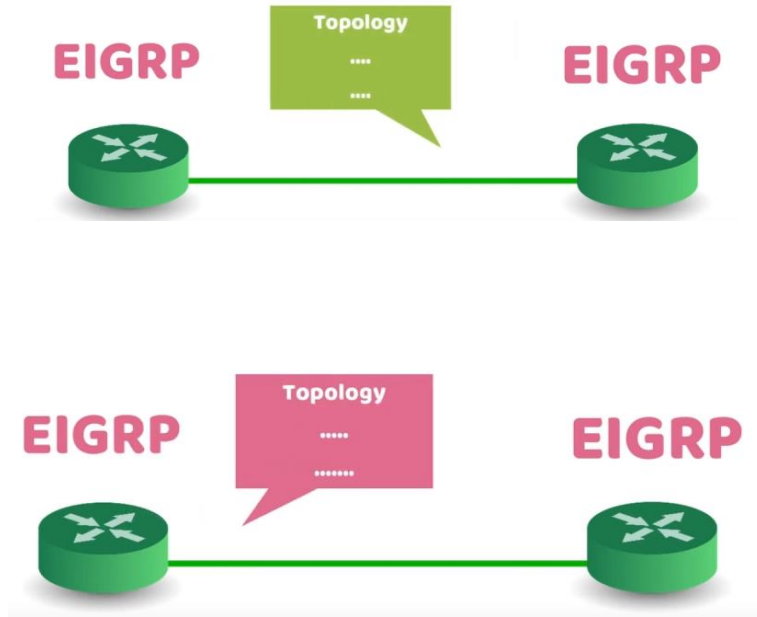 EIGRP
Topology
....
....
EIGRP
EIGRP
Topology
.....
.......
EIGRP